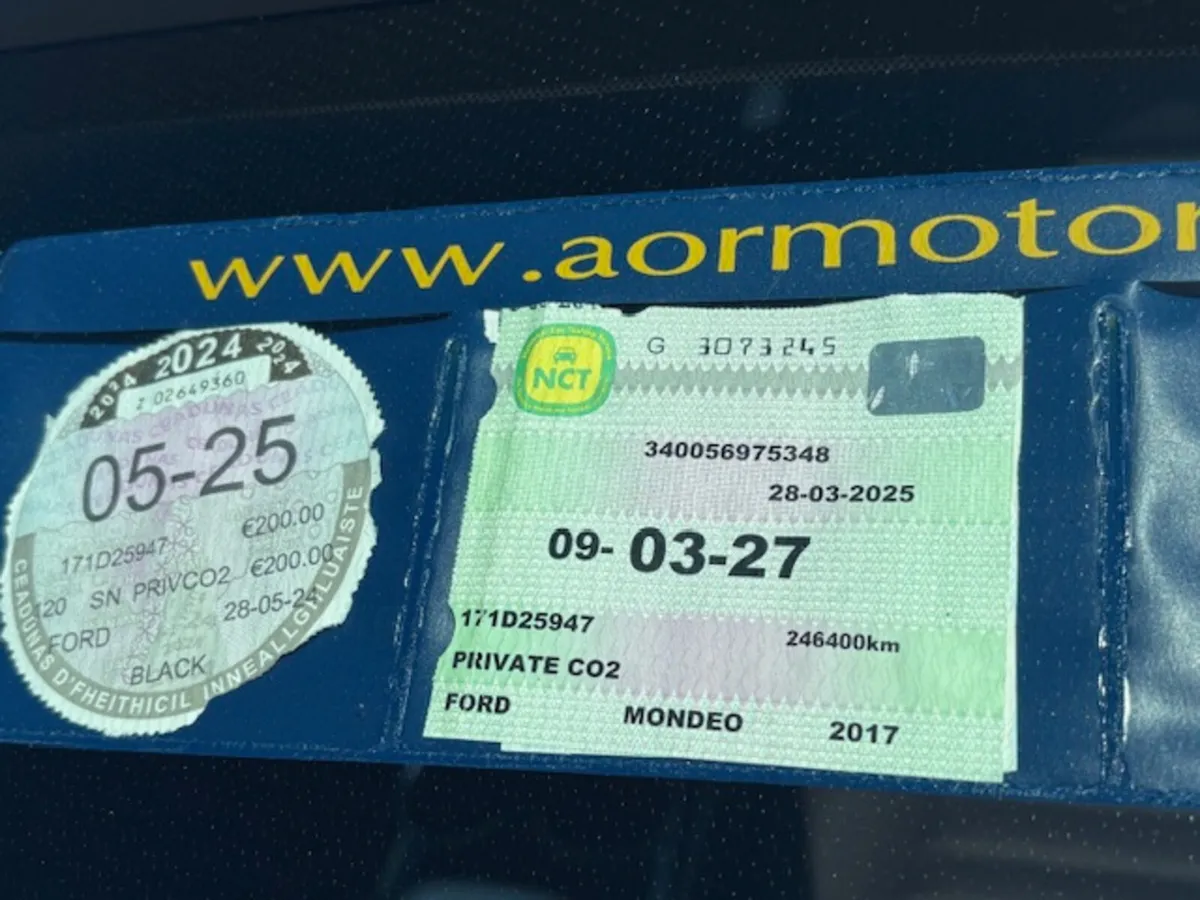 www.aormotor
2024 2024 2024
Z 02649360
05-25
€200.00
171D25947
€200.00
120 SN PRIVCO2
28-05-24
FORD
BLACK
CEADÚNAS D'FHEITHICIL INNEALLGHLUAISTE
NCT
G 3073245
340056975348
28-03-2025
09-03-27
171D25947
246400km
PRIVATE CO2
FORD MONDEO 2017